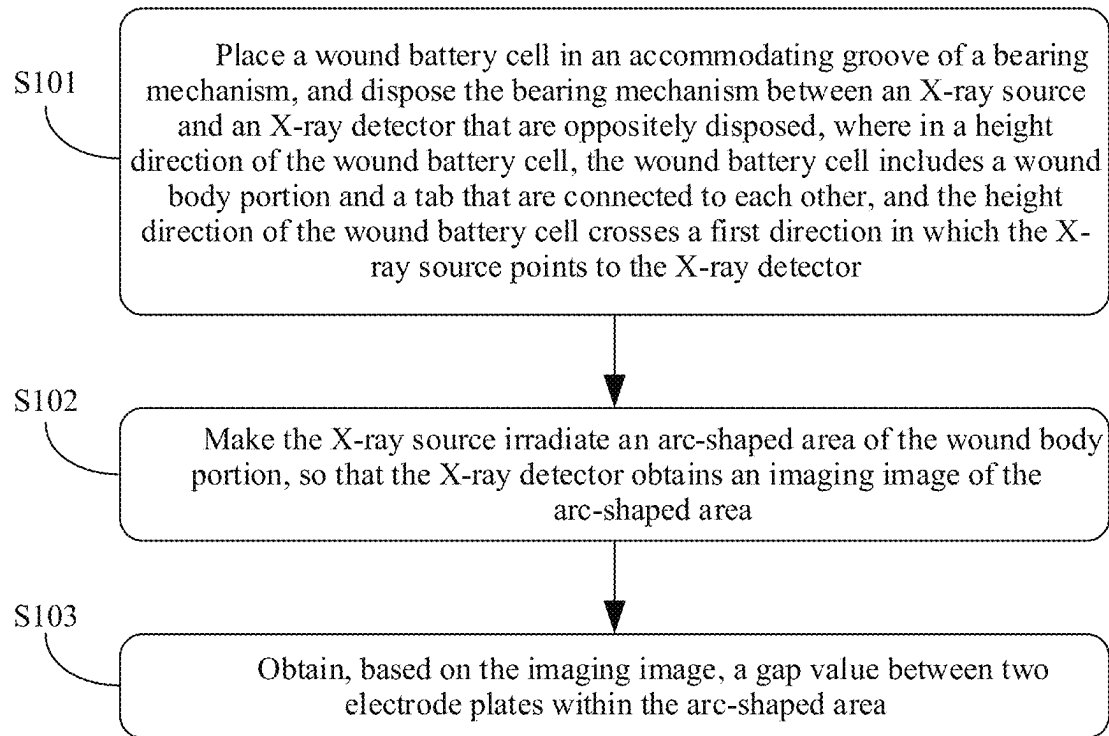 S101
Place a wound battery cell in an accommodating groove of a bearing
mechanism, and dispose the bearing mechanism between an X-ray source
and an X-ray detector that are oppositely disposed, where in a height
direction of the wound battery cell, the wound battery cell includes a wound
body portion and a tab that are connected to each other, and the height
direction of the wound battery cell crosses a first direction in which the X-
ray source points to the X-ray detector
S102
Make the X-ray source irradiate an arc-shaped area of the wound body
portion, so that the X-ray detector obtains an imaging image of the
arc-shaped area
S103
Obtain, based on the imaging image, a gap value between two
electrode plates within the arc-shaped area